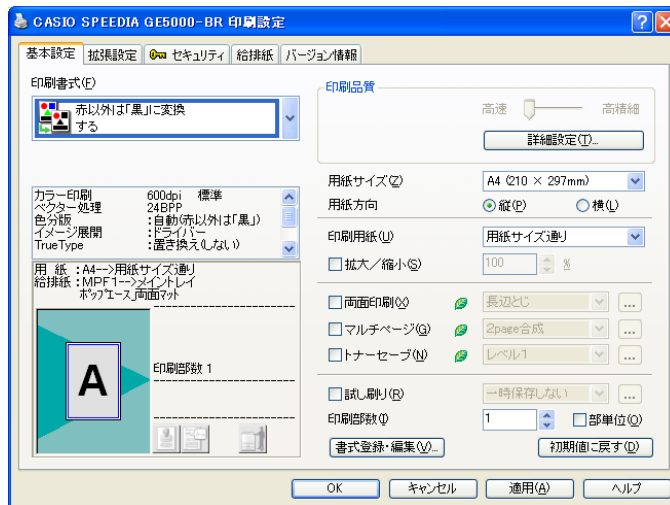 CASIO SPEEDIA GE5000-BR 印刷設定
基本設定 拡張設定 セキュリティ 給排紙 バージョン情報
印刷書式(F)
赤以外は「黒」に変換
する
カラー印刷 600dpi 標準
ベクター処理 24BPP
色分版 :自動(赤以外は「黒」)
イメージ展開 :ドライバー
TrueType :置き換え(しない)
用 紙 :A4-->用紙サイズ通り
給排紙 :MPF1-->メイントレイ
ポップエース_両面マット
A
印刷部数 1
印刷品質
高速 高精細
詳細設定(T)...
用紙サイズ(Z) A4 (210 × 297mm)
用紙方向 縦(P) 横(L)
印刷用紙(U) 用紙サイズ通り
拡大/縮小(S) 100 %
両面印刷(X) 長辺とじ ...
マルチページ(G) 2page合成 ...
トナーセーブ(N) レベル1 ...
試し刷り(R) 一時保存しない ...
印刷部数(I) 1 部単位(O)
書式登録・編集(V)... 初期値に戻す(D)
OK キャンセル 適用(A) ヘルプ